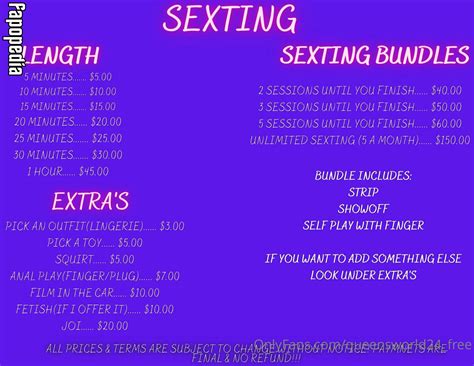 Fapopedia
SEXTING
LENGTH
5 MINUTES...... $5.00
10 MINUTES...... $10.00
15 MINUTES...... $15.00
20 MINUTES...... $20.00
25 MINUTES...... $25.00
30 MINUTES....... $30.00
1 HOUR...... $45.00
EXTRA'S
PICK AN OUTFIT(LINGERIE)..... $3.00
PICK A TOY...... $5.00
SQUIRT...... $5.00
ANAL PLAY(FINGER/PLUG)...... $7.00
FILM IN THE CAR...... $10.00
FETISH(IF I OFFER IT)...... $10.00
JOI...... $20.00
SEXTING BUNDLES
2 SESSIONS UNTIL YOU FINISH..... $40.00
3 SESSIONS UNTIL YOU FINISH..... $50.00
5 SESSIONS UNTIL YOU FINISH...... $60.00
UNLIMITED SEXTING (5 A MONTH)...... $150.00
BUNDLE INCLUDES:
STRIP
SHOWOFF
SELF PLAY WITH FINGER
IF YOU WANT TO ADD SOMETHING ELSE
LOOK UNDER EXTRA'S
OnlyFans.com/queensworld24_free
ALL PRICES & TERMS ARE SUBJECT TO CHANGE WITHOUT NOTICE. PAYMNETS ARE
FINAL & NO REFUND!!!